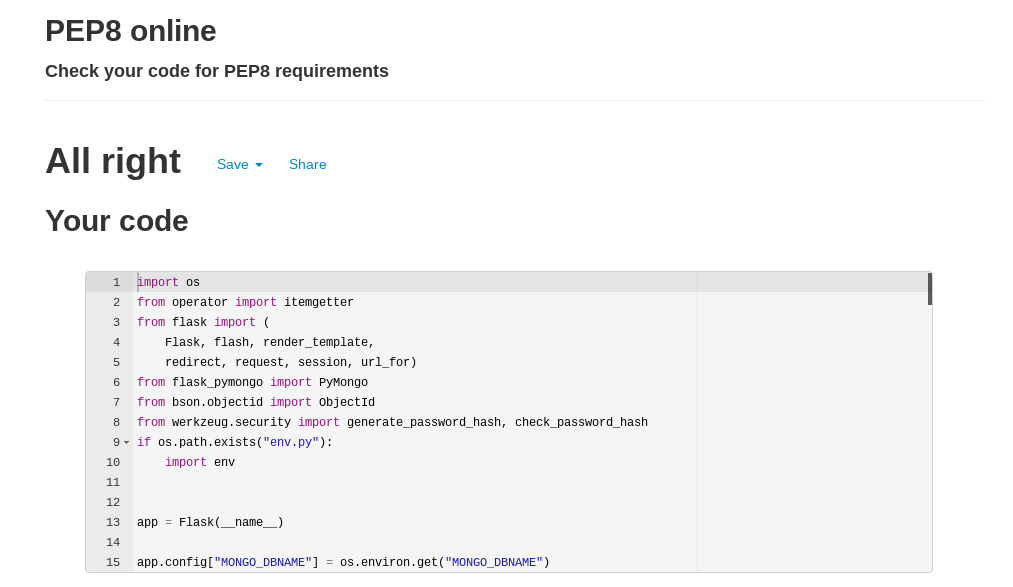 PEP8 online
Check your code for PEP8 requirements
All right Save Share
Your code
1 import os
2 from operator import itemgetter
3 from flask import (
4     Flask, flash, render_template,
5     redirect, request, session, url_for)
6 from flask_pymongo import PyMongo
7 from bson.objectid import ObjectId
8 from werkzeug.security import generate_password_hash, check_password_hash
9 if os.path.exists("env.py"):
10     import env
11
12
13 app = Flask(__name__)
14
15 app.config["MONGO_DBNAME"] = os.environ.get("MONGO_DBNAME")